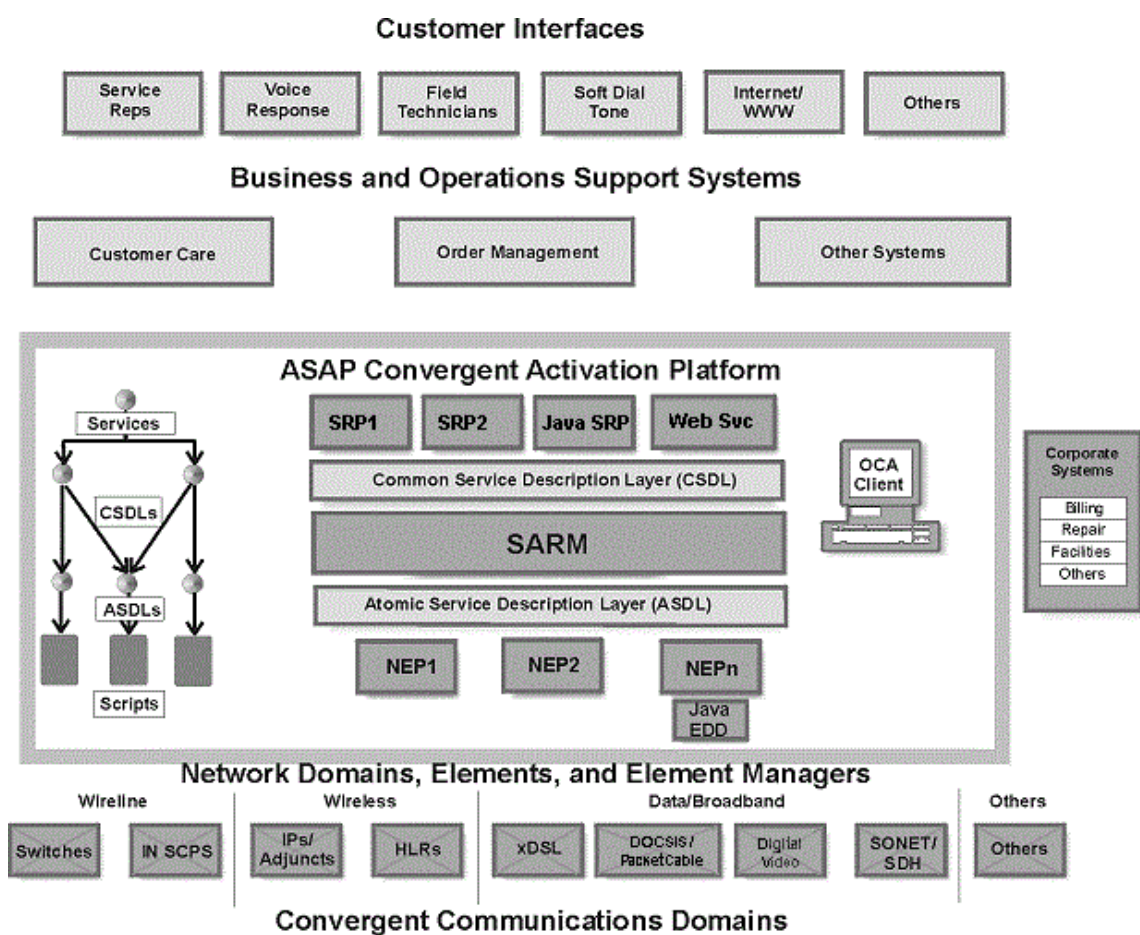 Customer Interfaces
Service
Reps
Voice
Response
Field
Technicians
Soft Dial
Tone
Internet/
WWW
Others
Business and Operations Support Systems
Customer Care
Order Management
Other Systems
ASAP Convergent Activation Platform
Services
CSDLs
ASDLs
Scripts
SRP1
SRP2
Java SRP
Web Svc
Common Service Description Layer (CSDL)
SARM
Atomic Service Description Layer (ASDL)
NEP1
NEP2
NEPn
Java
EDD
OCA
Client
Corporate
Systems
Billing
Repair
Facilities
Others
Network Domains, Elements, and Element Managers
Wireline
Wireless
Data/Broadband
Others
Switches
IN SCPS
IPs/
Adjuncts
HLRs
xDSL
DOCSIS/
PacketCable
Digital
Video
SONET/
SDH
Others
Convergent Communications Domains